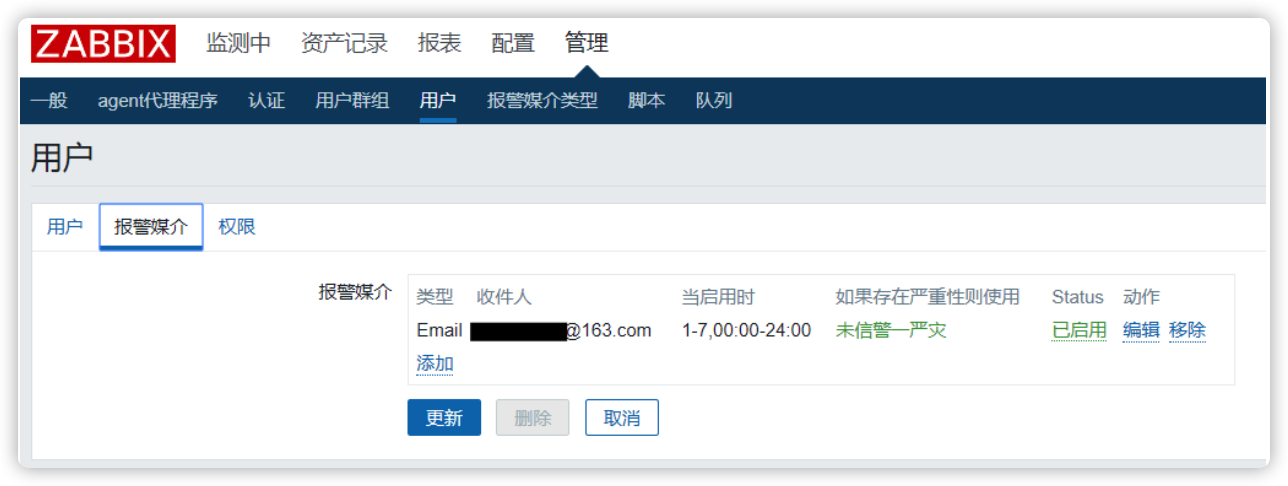 ZABBIX 监测中 资产记录 报表 配置 管理
一般 agent代理程序 认证 用户群组 用户 报警媒介类型 脚本 队列
用户
用户 报警媒介 权限
报警媒介 类型 收件人 当启用时 如果存在严重性则使用 Status 动作
Email @163.com 1-7,00:00-24:00 未信警一严灾 已启用 编辑 移除
添加
更新 删除 取消